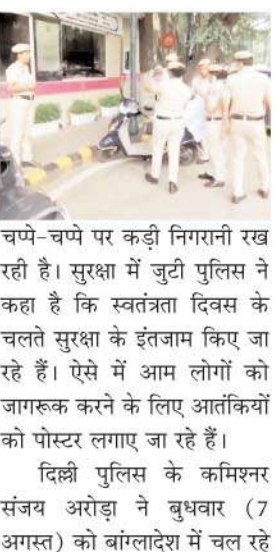 चप्पे-चप्पे पर कड़ी निगरानी रख
रही है। सुरक्षा में जुटी पुलिस ने
कहा है कि स्वतंत्रता दिवस के
चलते सुरक्षा के इंतजाम किए जा
रहे हैं। ऐसे में आम लोगों को
जागरूक करने के लिए आतंकियों
को पोस्टर लगाए जा रहे हैं।
दिल्ली पुलिस के कमिश्नर
संजय अरोड़ा ने बुधवार (7
अगस्त) को बांग्लादेश में चल रहे